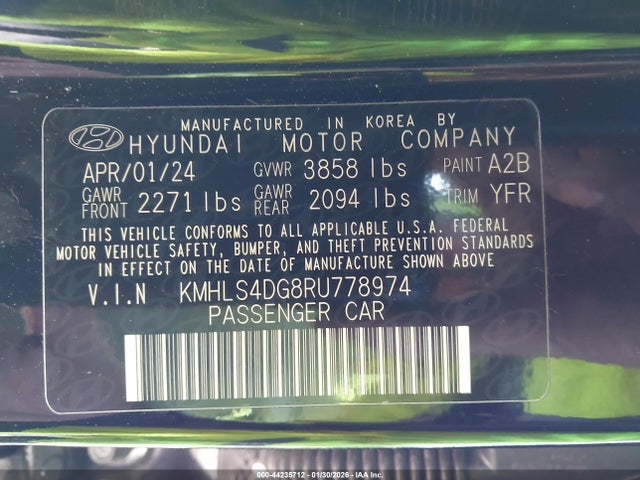 MANUFACTURED IN KOREA BY
HYUNDAI MOTOR COMPANY
APR/01/24 GVWR 3858 lbs PAINT A2B
GAWR FRONT 2271 lbs GAWR REAR 2094 lbs TRIM YFR
THIS VEHICLE CONFORMS TO ALL APPLICABLE U.S.A. FEDERAL
MOTOR VEHICLE SAFETY, BUMPER, AND THEFT PREVENTION STANDARDS
IN EFFECT ON THE DATE OF MANUFACTURE SHOWN ABOVE.
V.I.N KMHLS4DG8RU778974
PASSENGER CAR
000-44235712 - 01/30/2026 - IAA Inc.